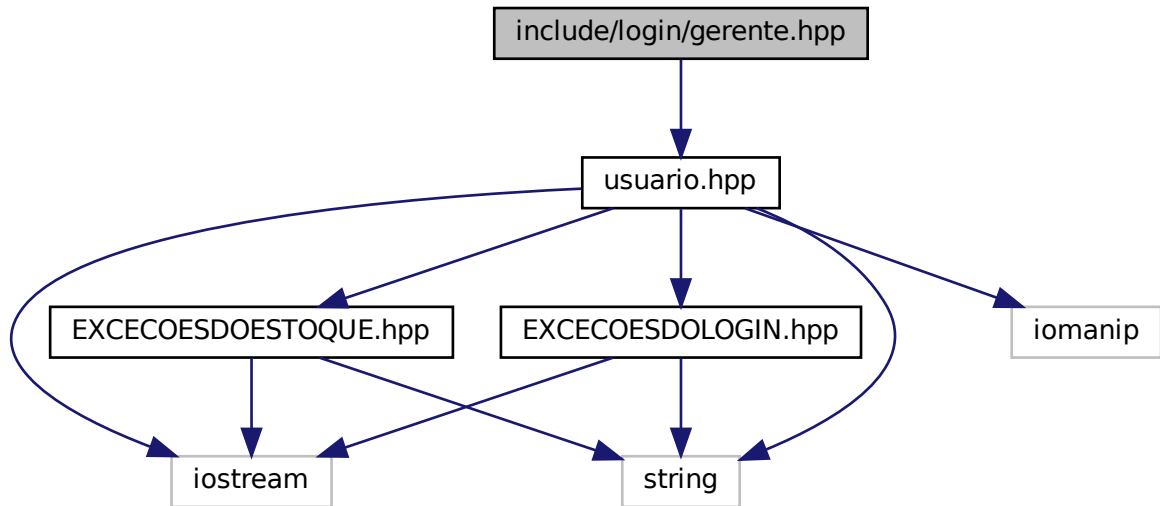 include/login/gerente.hpp
usuario.hpp
EXCECOESDOESTOQUE.hpp
EXCECOESDOLOGIN.hpp
iomanip
iostream
string